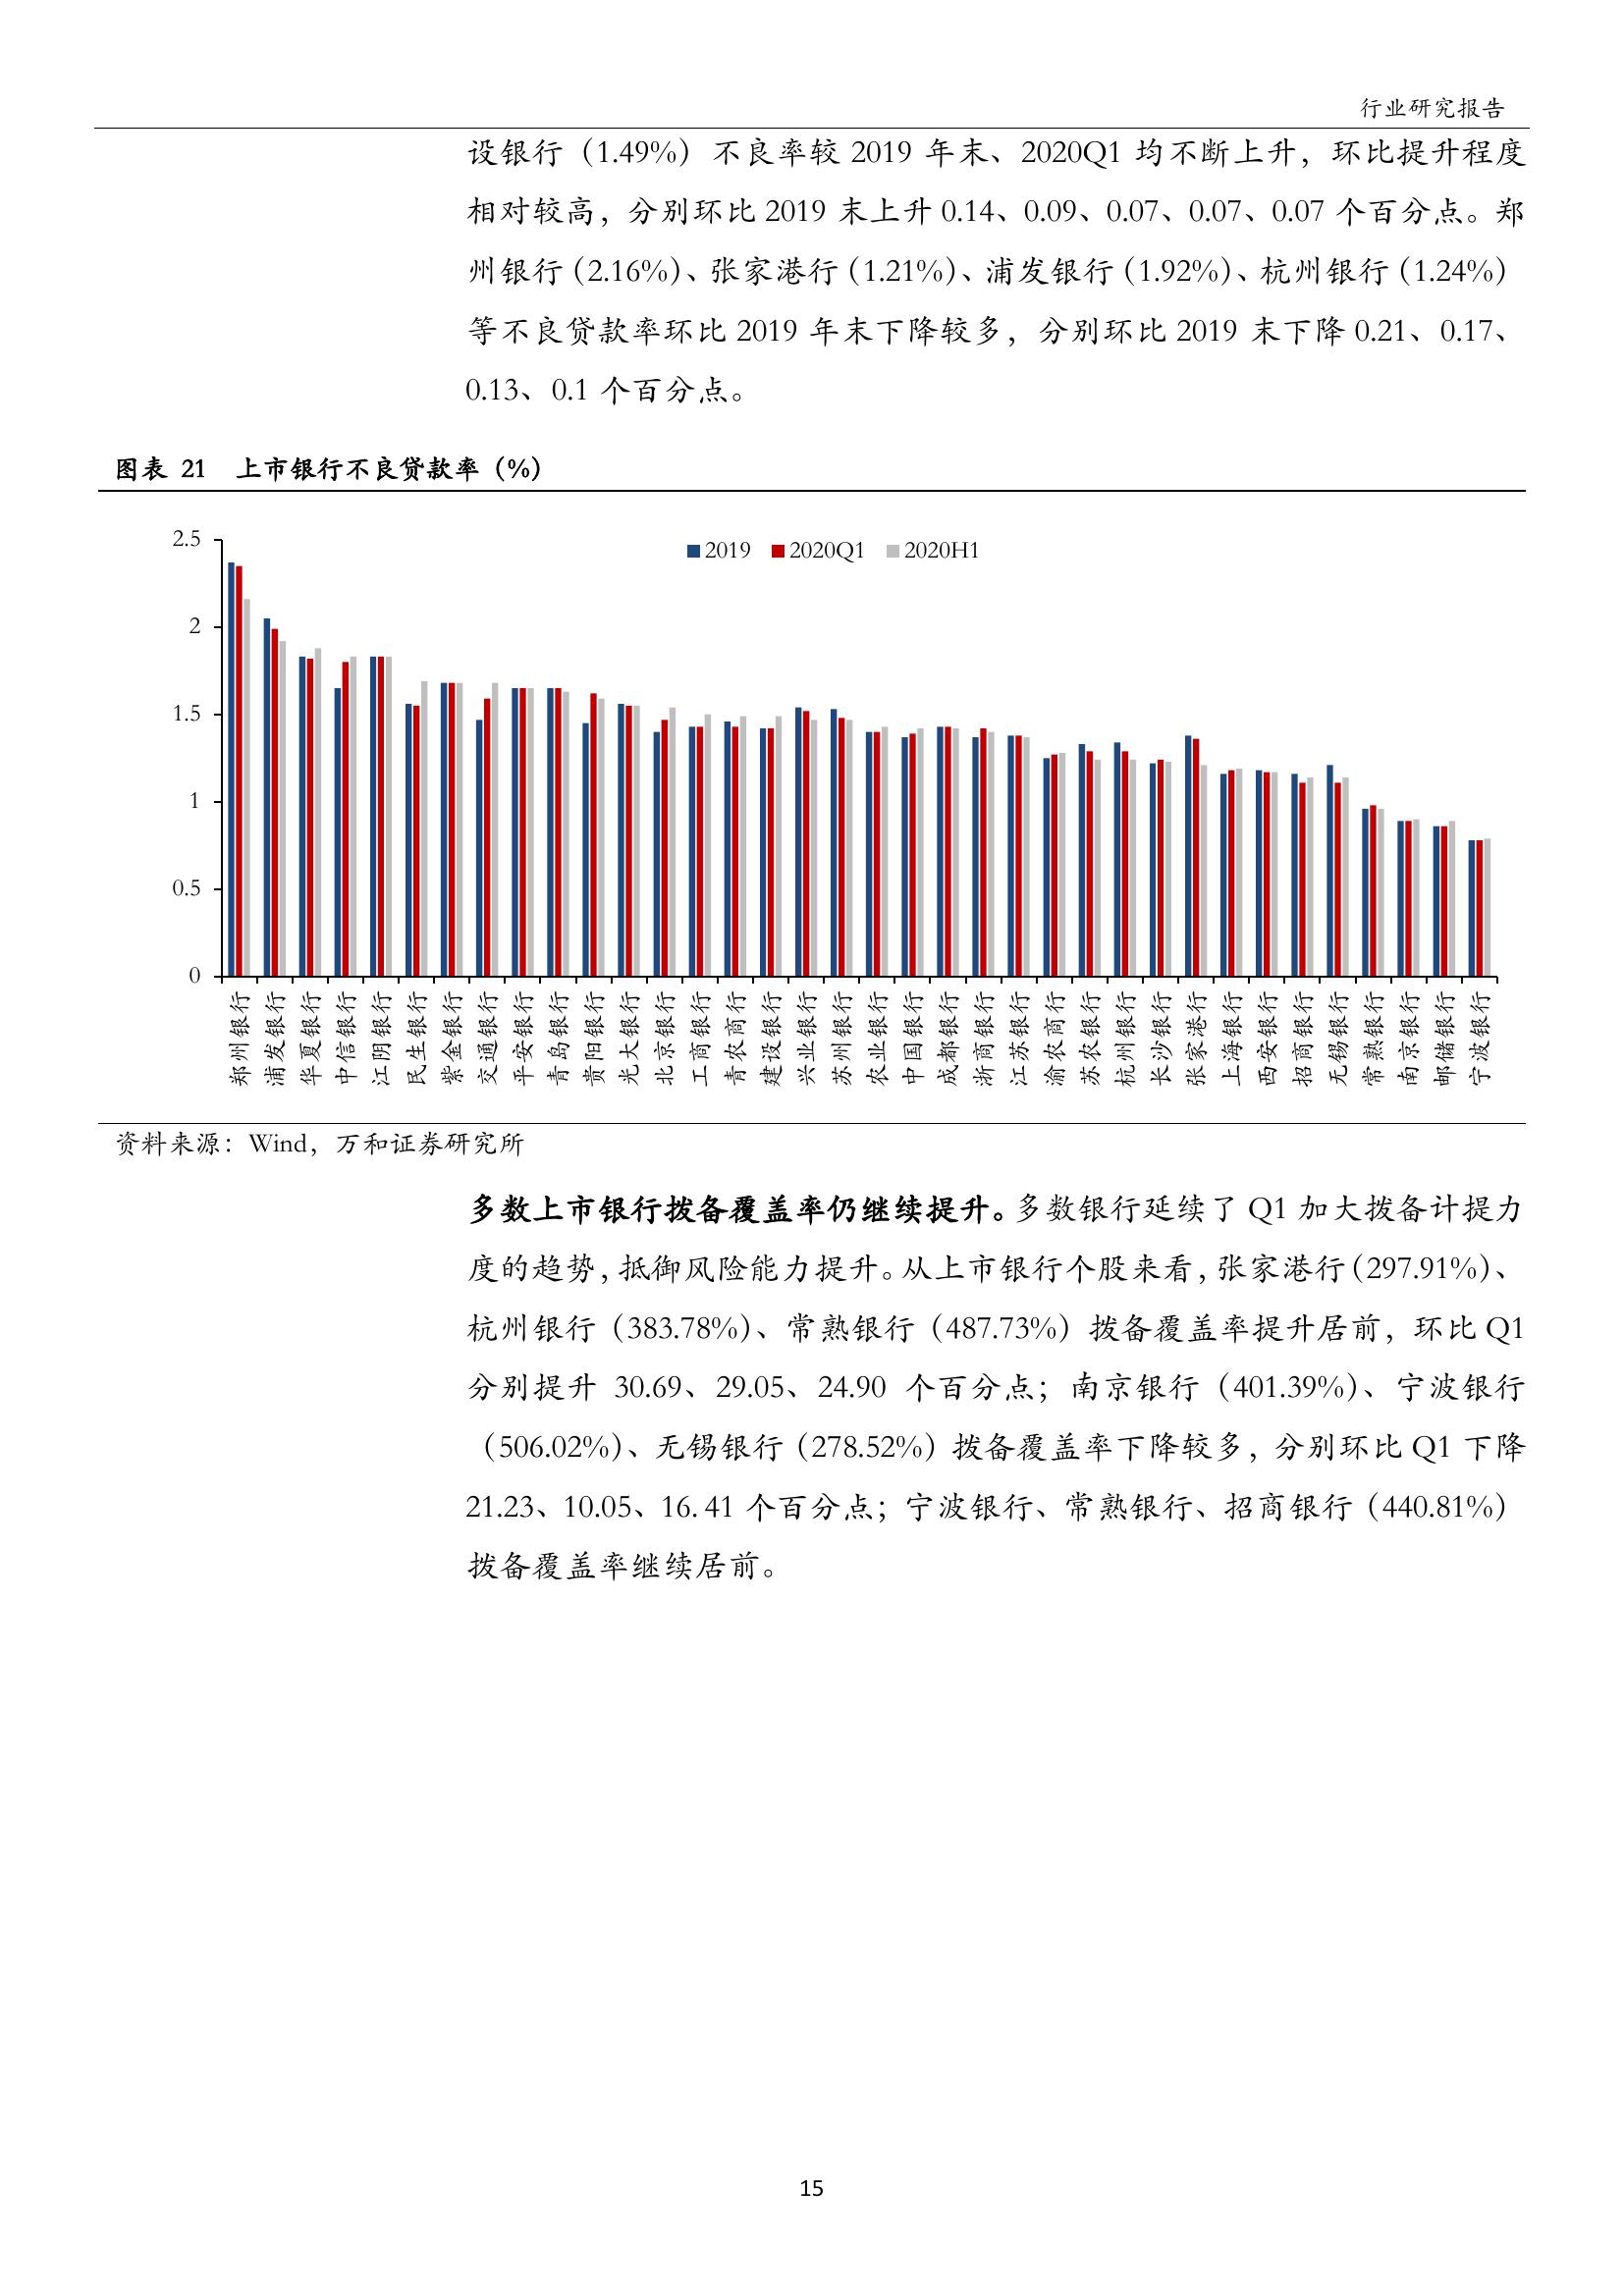 行业研究报告
设银行（1.49%）不良率较 2019 年末、2020Q1 均不断上升，环比提升程度
相对较高，分别环比 2019 末上升 0.14、0.09、0.07、0.07、0.07 个百分点。郑
州银行（2.16%）、张家港行（1.21%）、浦发银行（1.92%）、杭州银行（1.24%）
等不良贷款率环比 2019 年末下降较多，分别环比 2019 末下降 0.21、0.17、
0.13、0.1 个百分点。
图表 21 上市银行不良贷款率（%）
2019 2020Q1 2020H1
2.5
2
1.5
1
0.5
0
郑州银行
浦发银行
华夏银行
中信银行
江阴银行
民生银行
紫金银行
交通银行
平安银行
青岛银行
贵阳银行
光大银行
北京银行
工商银行
青农商行
建设银行
兴业银行
苏州银行
农业银行
中国银行
成都银行
浙商银行
江苏银行
渝农商行
苏农银行
杭州银行
长沙银行
张家港行
上海银行
西安银行
招商银行
无锡银行
常熟银行
南京银行
邮储银行
宁波银行
资料来源：Wind，万和证券研究所
多数上市银行拨备覆盖率仍继续提升。多数银行延续了 Q1 加大拨备计提力
度的趋势，抵御风险能力提升。从上市银行个股来看，张家港行（297.91%）、
杭州银行（383.78%）、常熟银行（487.73%）拨备覆盖率提升居前，环比 Q1
分别提升 30.69、29.05、24.90 个百分点；南京银行（401.39%）、宁波银行
（506.02%）、无锡银行（278.52%）拨备覆盖率下降较多，分别环比 Q1 下降
21.23、10.05、16. 41 个百分点；宁波银行、常熟银行、招商银行（440.81%）
拨备覆盖率继续居前。
15